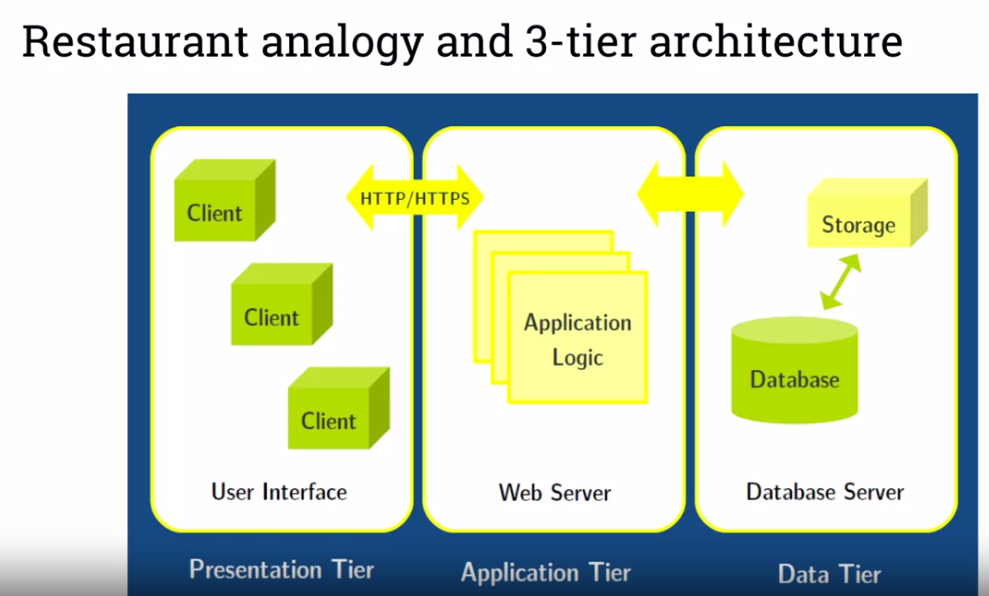 Restaurant analogy and 3-tier architecture
Client
Client
Client
User Interface
Presentation Tier
HTTP/HTTPS
Application
Logic
Web Server
Application Tier
Storage
Database
Database Server
Data Tier